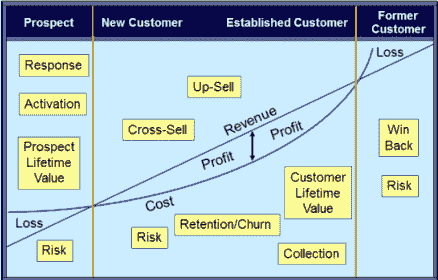 Prospect
New Customer
Established Customer
Former
Customer
Response
Activation
Prospect
Lifetime
Value
Loss
Risk
Up-Sell
Cross-Sell
Revenue
Profit
Profit
Cost
Risk
Retention/Churn
Customer
Lifetime
Value
Collection
Loss
Win
Back
Risk